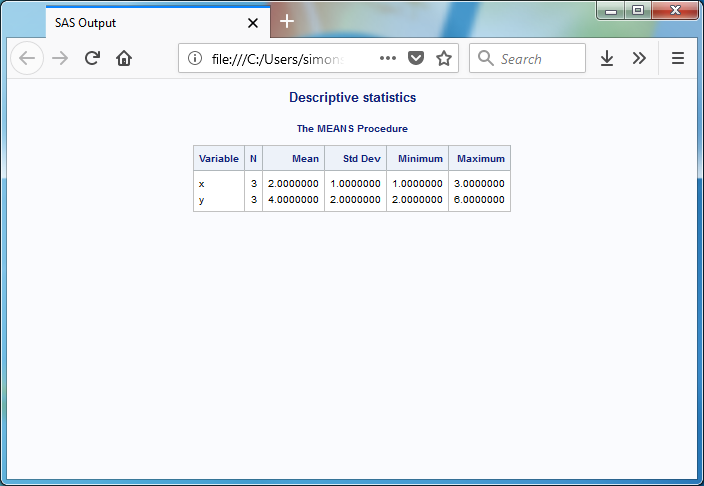 SAS Output
file:///C:/Users/simons
Search
Descriptive statistics
The MEANS Procedure
Variable N Mean Std Dev Minimum Maximum
x 3 2.0000000 1.0000000 1.0000000 3.0000000
y 3 4.0000000 2.0000000 2.0000000 6.0000000